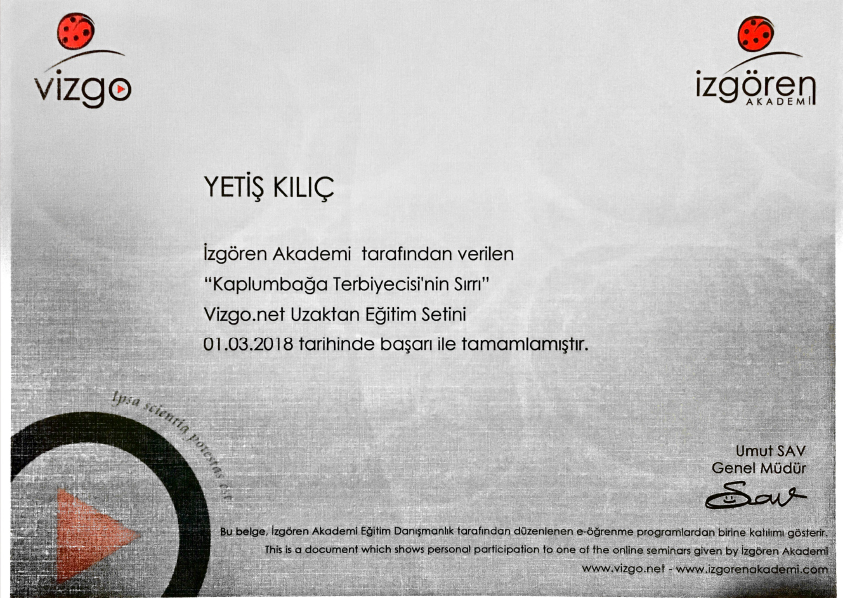 vizgo
izgören
AKADEMİ
YETİŞ KILIÇ
İzgören Akademi tarafından verilen
“Kaplumbağa Terbiyecisi'nin Sırrı”
Vizgo.net Uzaktan Eğitim Setini
01.03.2018 tarihinde başarı ile tamamlamıştır.
Ipsa scientia potestas est
Umut SAV
Genel Müdür
Sav
Bu belge, İzgören Akademi Eğitim Danışmanlık tarafından düzenlenen e-öğrenme programlardan birine katılımı gösterir.
This is a document which shows personal participation to one of the online seminars given by İzgören Akademi
www.vizgo.net - www.izgorenakademi.com